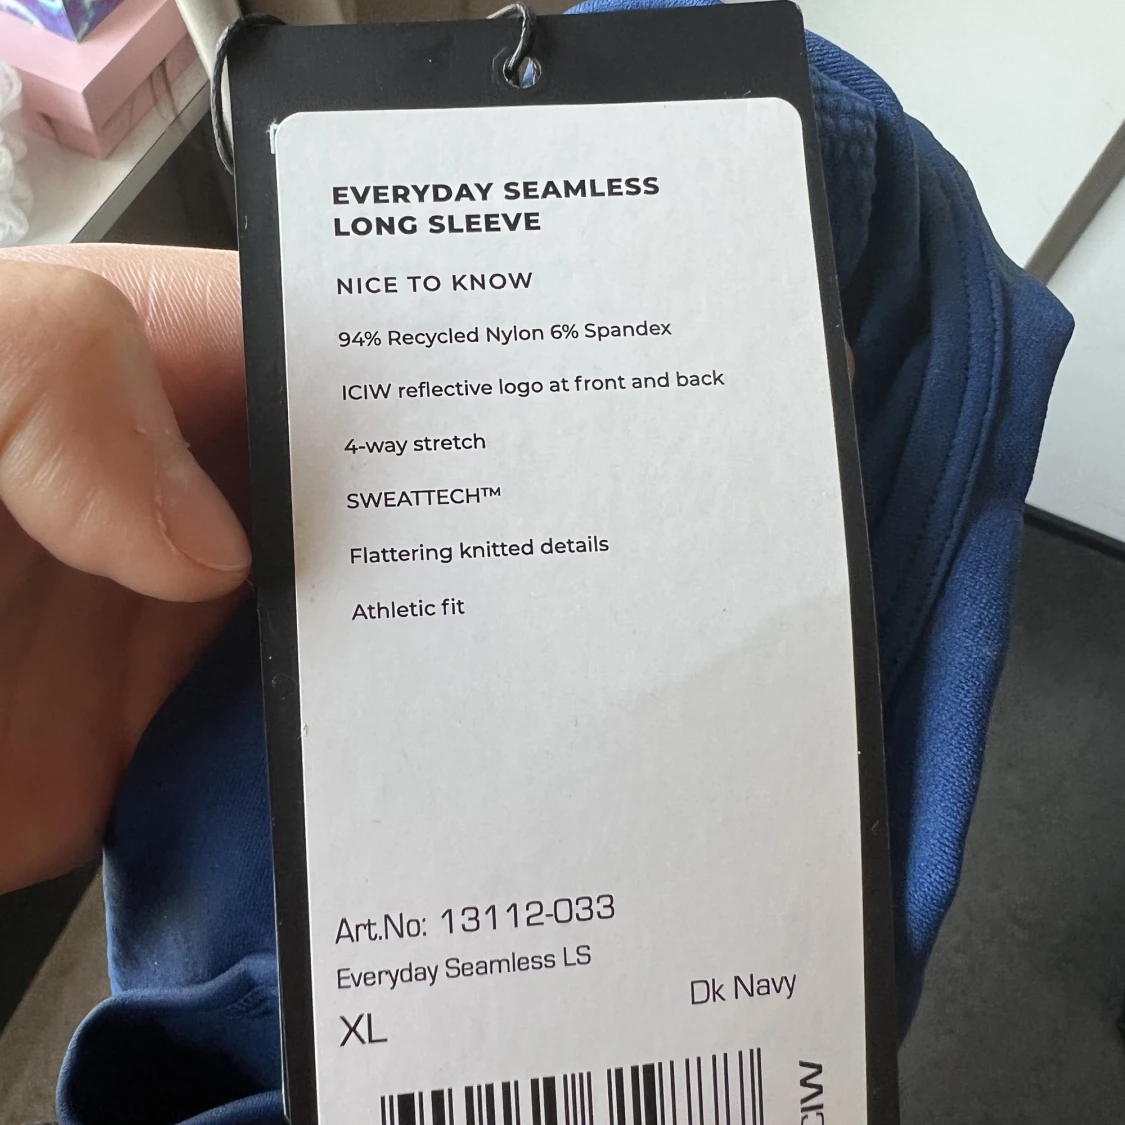 EVERYDAY SEAMLESS
LONG SLEEVE
NICE TO KNOW
94% Recycled Nylon 6% Spandex
ICIW reflective logo at front and back
4-way stretch
SWEATTECH™
Flattering knitted details
Athletic fit
Art.No: 13112-033
Everyday Seamless LS
Dk Navy
XL
CIW